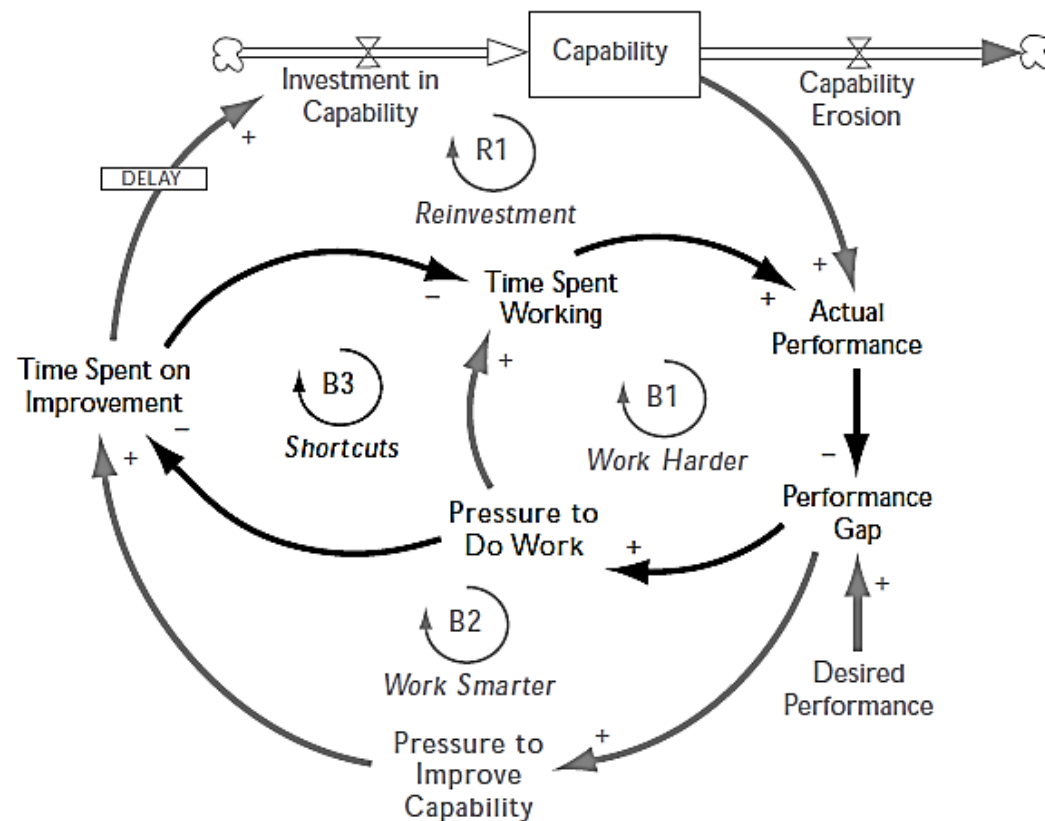 Capability
Investment in
Capability
Capability
Erosion
+
R1
DELAY
Reinvestment
+
−
Time Spent
Working
+
Actual
Performance
Time Spent on
Improvement
−
+
B3
Shortcuts
+
B1
Work Harder
−
Performance
Gap
Pressure to
Do Work
+
+
B2
Work Smarter
Desired
Performance
+
Pressure to
Improve
Capability